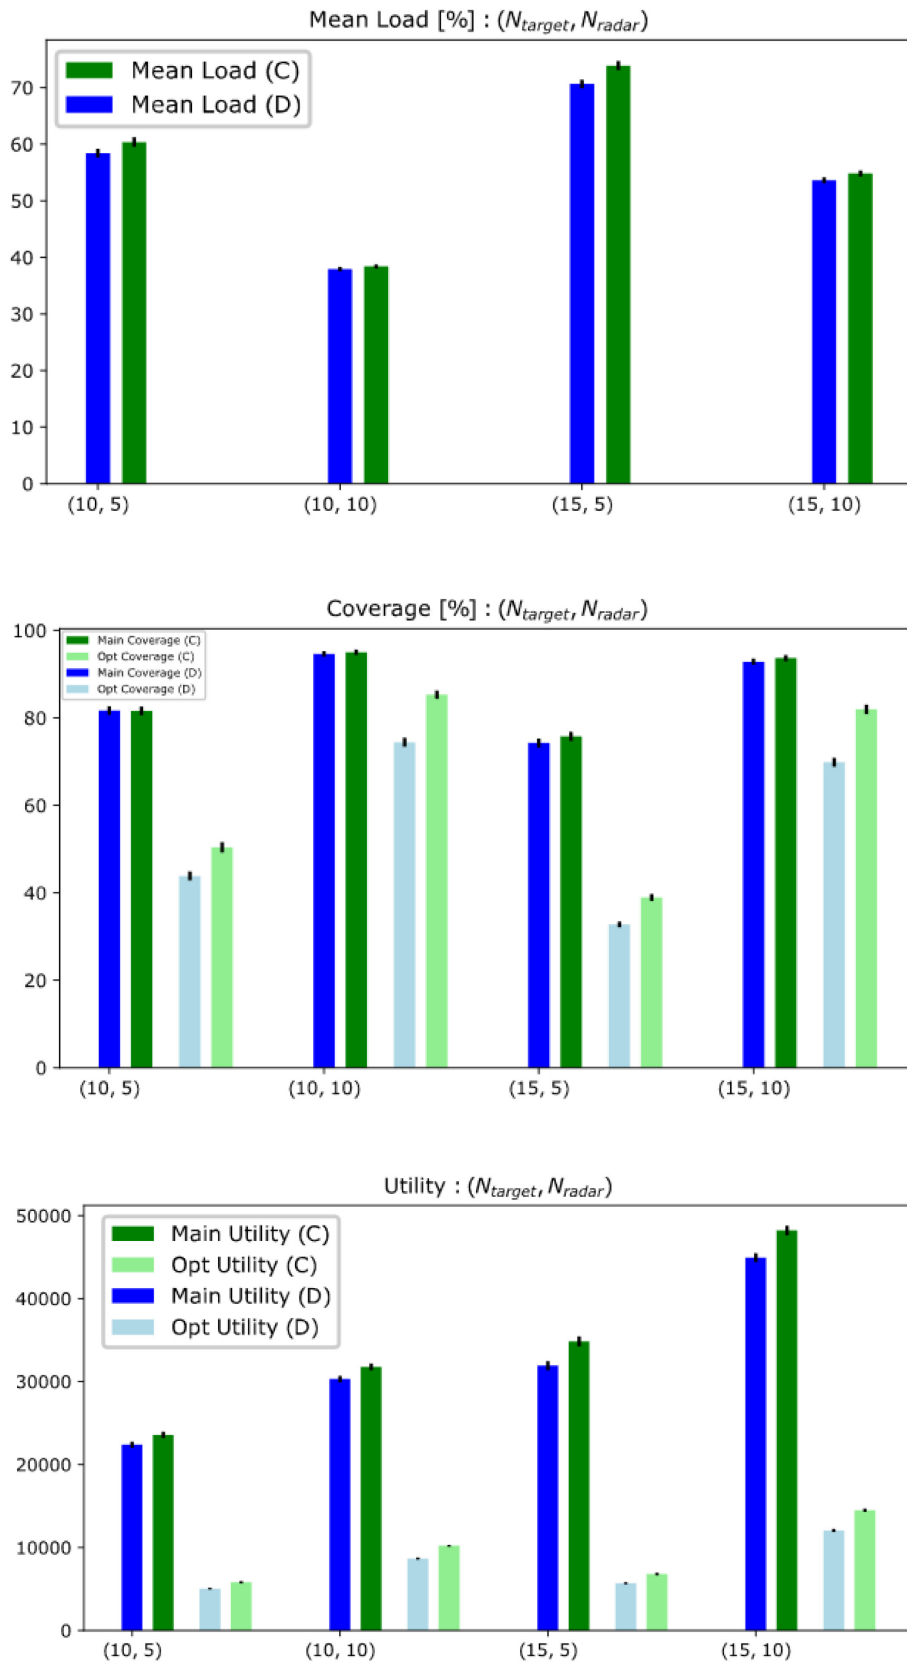 Mean Load [%] : (N_target, N_radar)
Mean Load (C)
Mean Load (D)
70
60
50
40
30
20
10
0
(10, 5) (10, 10) (15, 5) (15, 10)
Coverage [%] : (N_target, N_radar)
Main Coverage (C)
Opt Coverage (C)
Main Coverage (D)
Opt Coverage (D)
100
80
60
40
20
0
(10, 5) (10, 10) (15, 5) (15, 10)
Utility : (N_target, N_radar)
Main Utility (C)
Opt Utility (C)
Main Utility (D)
Opt Utility (D)
50000
40000
30000
20000
10000
0
(10, 5) (10, 10) (15, 5) (15, 10)